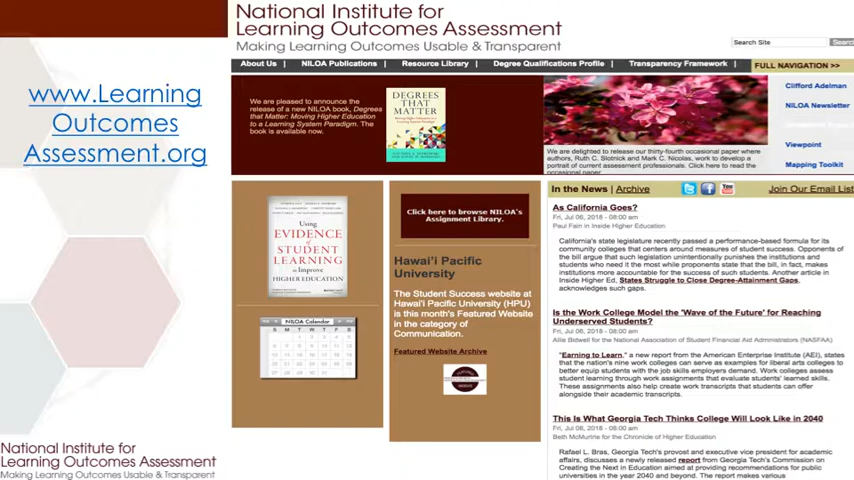 National Institute for
Learning Outcomes Assessment
Making Learning Outcomes Usable & Transparent
Search Site
Search
About Us | NILOA Publications | Resource Library | Degree Qualifications Profile | Transparency Framework |
FULL NAVIGATION >>
www.Learning
Outcomes
Assessment.org
We are pleased to announce the
release of a new NILOA book, Degrees
that Matter: Moving Higher Education
to a Learning System Paradigm. The
book is available now.
DEGREES
THAT MATTER
We are delighted to release our thirty-fourth occasional paper where
authors, Ruth C. Slotnick and Mark C. Nicolas, work to develop a
portrait of current assessment professionals. Click here to read the
occasional paper
Clifford Adelman
NILOA Newsletter
Viewpoint
Mapping Toolkit
Using
EVIDENCE
of
STUDENT
LEARNING
to Improve
HIGHER EDUCATION
NILOA Calendar
S M T W T F S
Click here to browse NILOA's
Assignment Library.
Hawai'i Pacific
University
The Student Success website at
Hawai'i Pacific University (HPU)
is this month's Featured Website
in the category of
Communication.
Featured Website Archive
In the News | Archive
You
Join Our Email List
As California Goes?
Fri, Jul 06, 2018 - 08:00 am
Paul Fain in Inside Higher Education
California's state legislature recently passed a performance-based formula for its
community colleges that centers around measures of student success. Opponents of
the bill argue that such legislation unintentionally punishes the institutions and
students who need it the most while proponents state that the bill, in fact, makes
institutions more accountable for the success of such students. Another article in
Inside Higher Ed, States Struggle to Close Degree-Attainment Gaps,
acknowledges such gaps.
Is the Work College Model the 'Wave of the Future' for Reaching
Underserved Students?
Fri, Jul 06, 2018 - 08:00 am
Allie Bidwell for the National Association of Student Financial Aid Administrators (NASFAA)
"Earning to Learn," a new report from the American Enterprise Institute (AEI), states
that the nation's nine work colleges can serve as examples for liberal arts colleges to
better equip students with the job skills employers demand. Work colleges assess
student learning through work assignments that evaluate students' learned skills.
These assignments also help create work transcripts that students can offer
alongside their academic transcripts.
This Is What Georgia Tech Thinks College Will Look Like in 2040
Fri, Jul 06, 2018 - 08:00 am
Beth McMurtrie for the Chronicle of Higher Education
Rafael L. Bras, Georgia Tech's provost and executive vice president for academic
affairs, discusses a newly released report from Georgia Tech's Commission on
Creating the Next in Education aimed at providing recommendations for public
universities in the year 2040 and beyond. The report makes various
National Institute for
Learning Outcomes Assessment
Making Learning Outcomes Usable & Transparent